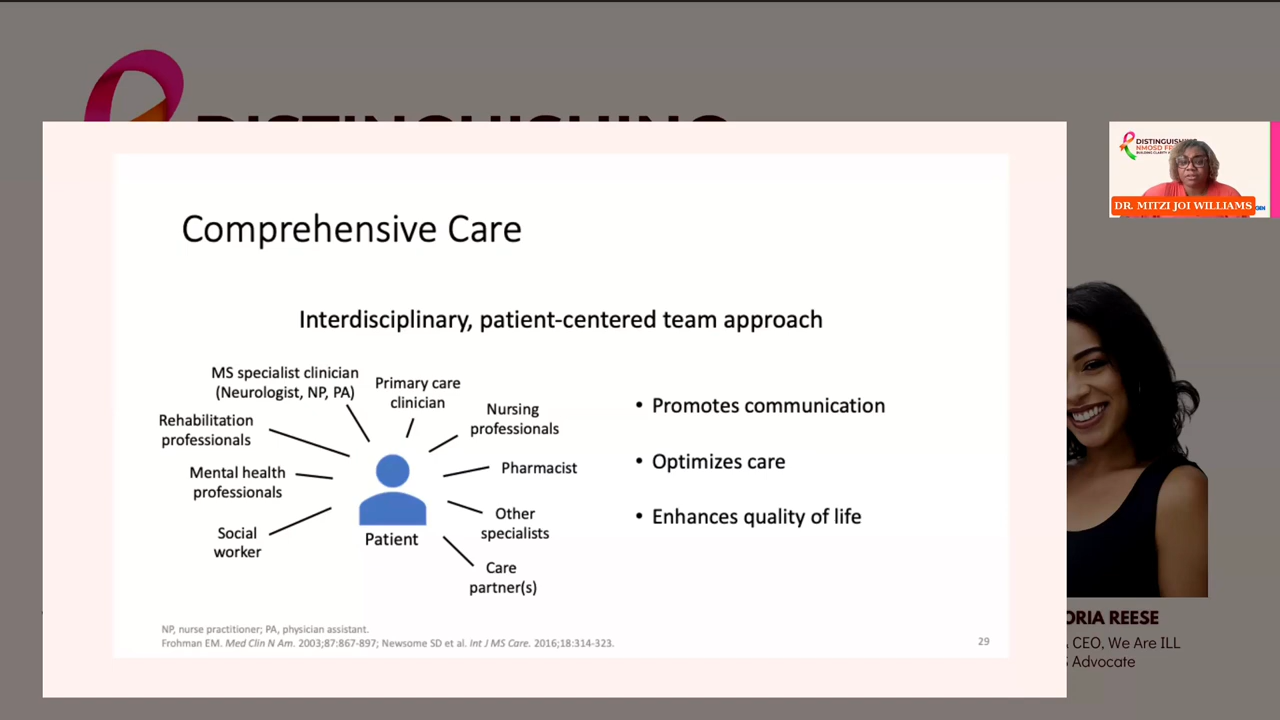 DISTINGUISHING
Comprehensive Care
Interdisciplinary, patient-centered team approach
MS specialist clinician
(Neurologist, NP, PA)
Primary care
clinician
Nursing
professionals
Rehabilitation
professionals
Pharmacist
Mental health
professionals
Other
specialists
Social
worker
Patient
Care
partner(s)
• Promotes communication
• Optimizes care
• Enhances quality of life
NP, nurse practitioner; PA, physician assistant.
Frohman EM. Med Clin N Am. 2003;87:867-897; Newsome SD et al. Int J MS Care. 2016;18:314-323.
29
DISTINGUISHING
NMOSD
DR. MITZI JOI WILLIAMS
ORIA REESE
CEO, We Are ILL
Advocate